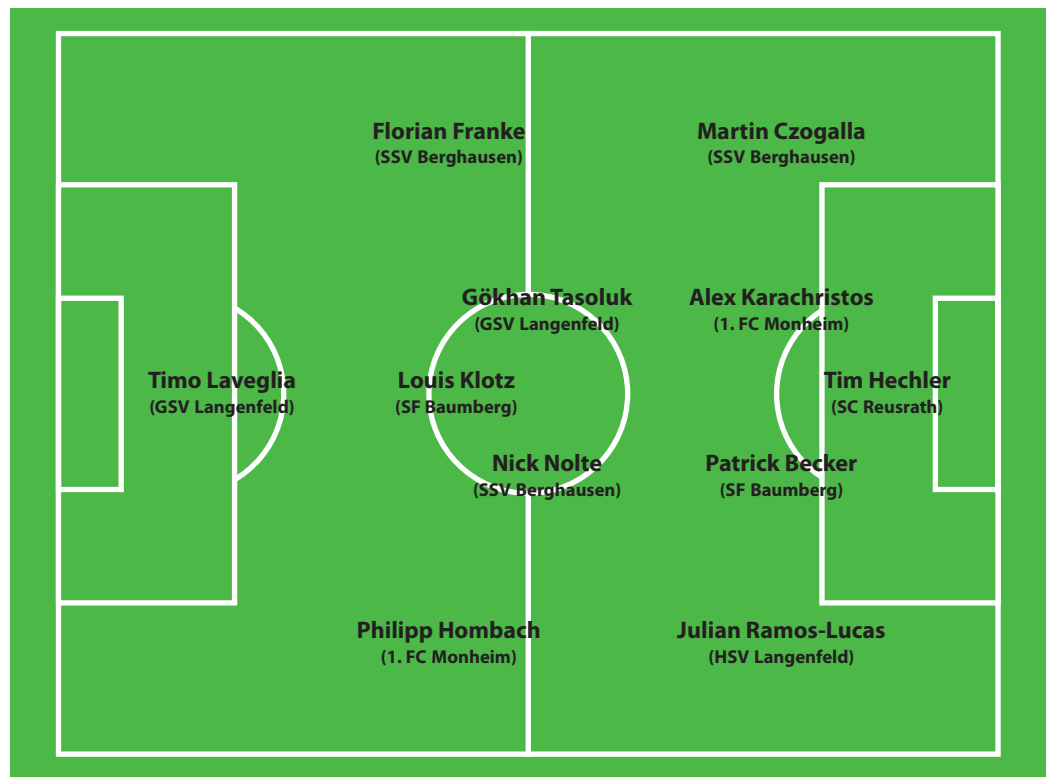 Florian Franke
(SSV Berghausen)
Martin Czogalla
(SSV Berghausen)
Gökhan Tasoluk
(GSV Langenfeld)
Alex Karachristos
(1. FC Monheim)
Timo Laveglia
(GSV Langenfeld)
Louis Klotz
(SF Baumberg)
Tim Hechler
(SC Reusrath)
Nick Nolte
(SSV Berghausen)
Patrick Becker
(SF Baumberg)
Philipp Hombach
(1. FC Monheim)
Julian Ramos-Lucas
(HSV Langenfeld)